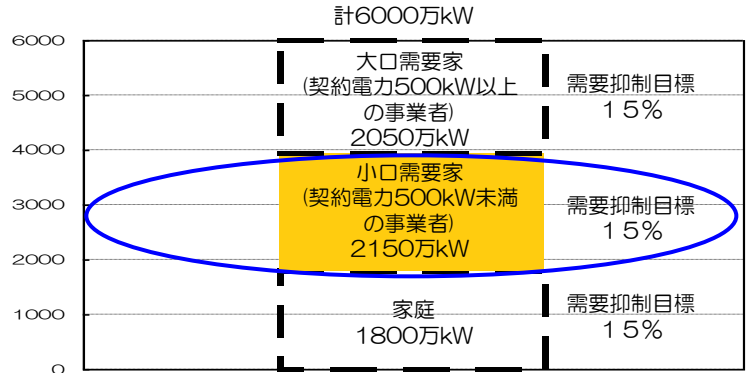 計6000万kW
6000
5000
4000
3000
2000
1000
0
大口需要家
(契約電力500kW以上
の事業者)
2050万kW
需要抑制目標
15%
小口需要家
(契約電力500kW未満
の事業者)
2150万kW
需要抑制目標
15%
家庭
1800万kW
需要抑制目標
15%